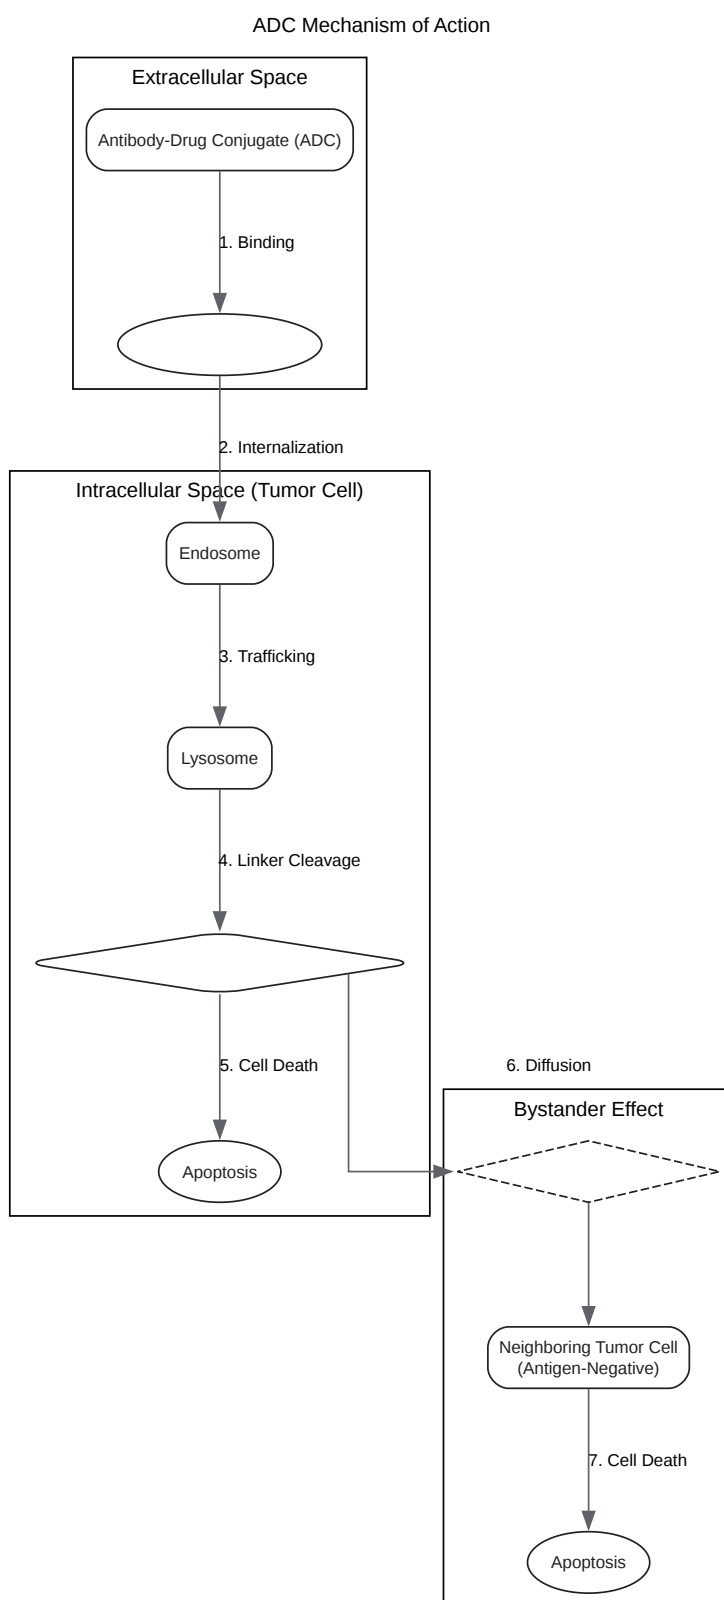 ADC Mechanism of Action
Extracellular Space
Antibody-Drug Conjugate (ADC)
1. Binding
2. Internalization
Intracellular Space (Tumor Cell)
Endosome
3. Trafficking
Lysosome
4. Linker Cleavage
5. Cell Death
6. Diffusion
Bystander Effect
Apoptosis
Neighboring Tumor Cell
(Antigen-Negative)
7. Cell Death
Apoptosis